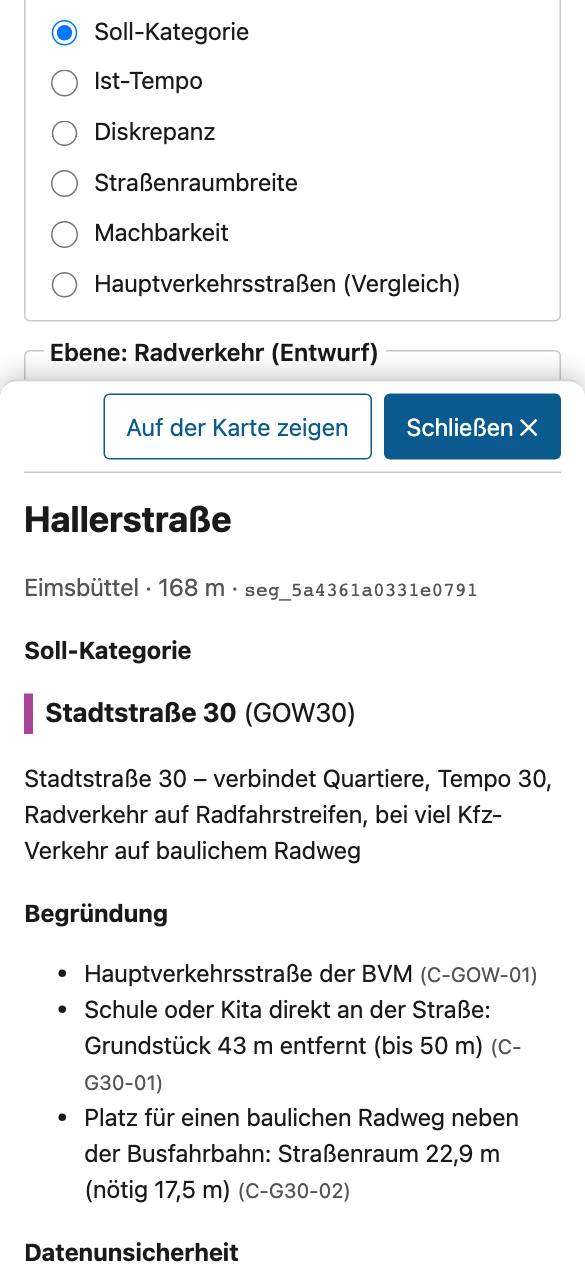 Soll-Kategorie
Ist-Tempo
Diskrepanz
Straßenraumbreite
Machbarkeit
Hauptverkehrsstraßen (Vergleich)
Ebene: Radverkehr (Entwurf)
Auf der Karte zeigen
Schließen ✕
Hallerstraße
Eimsbüttel · 168 m · seg_5a4361a0331e0791
Soll-Kategorie
Stadtstraße 30 (GOW30)
Stadtstraße 30 – verbindet Quartiere, Tempo 30,
Radverkehr auf Radfahrstreifen, bei viel Kfz-
Verkehr auf baulichem Radweg
Begründung
• Hauptverkehrsstraße der BVM (C-GOW-01)
• Schule oder Kita direkt an der Straße:
Grundstück 43 m entfernt (bis 50 m) (C-
G30-01)
• Platz für einen baulichen Radweg neben
der Busfahrbahn: Straßenraum 22,9 m
(nötig 17,5 m) (C-G30-02)
Datenunsicherheit